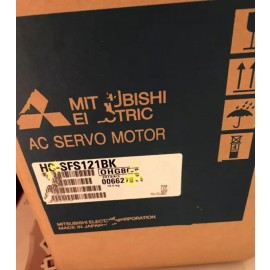 MITSUBISHI
ELECTRIC
AC SERVO MOTOR
HC-SFS121BK
MITSUBISHI ELECTRIC CORPORATION
MADE IN JAPAN